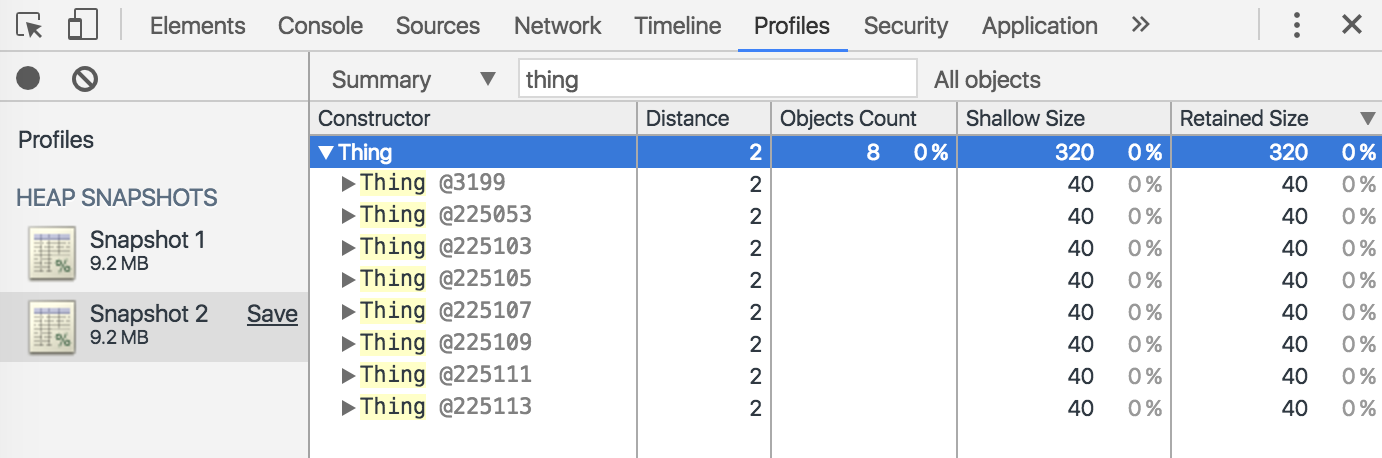 Elements Console Sources Network Timeline Profiles Security Application »
Summary ▼ thing All objects
Profiles
HEAP SNAPSHOTS
Snapshot 1
9.2 MB
Snapshot 2 Save
9.2 MB
Constructor Distance Objects Count Shallow Size Retained Size ▼
▼Thing 2 8 0% 320 0% 320 0%
▶Thing @3199 2 40 0% 40 0%
▶Thing @225053 2 40 0% 40 0%
▶Thing @225103 2 40 0% 40 0%
▶Thing @225105 2 40 0% 40 0%
▶Thing @225107 2 40 0% 40 0%
▶Thing @225109 2 40 0% 40 0%
▶Thing @225111 2 40 0% 40 0%
▶Thing @225113 2 40 0% 40 0%